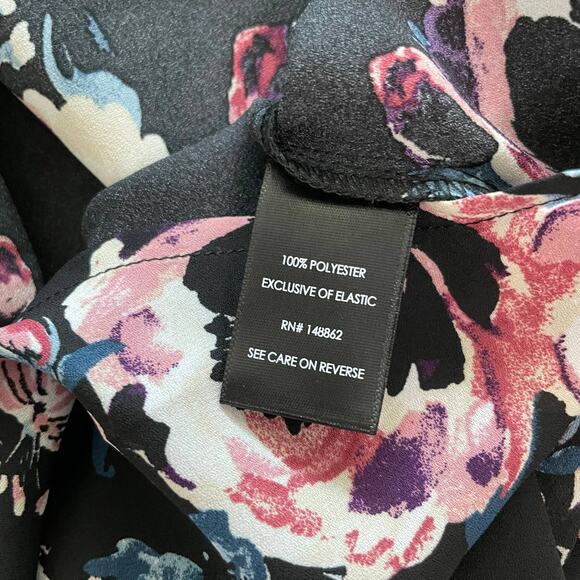 100% POLYESTER
EXCLUSIVE OF ELASTIC
RN# 148862
SEE CARE ON REVERSE